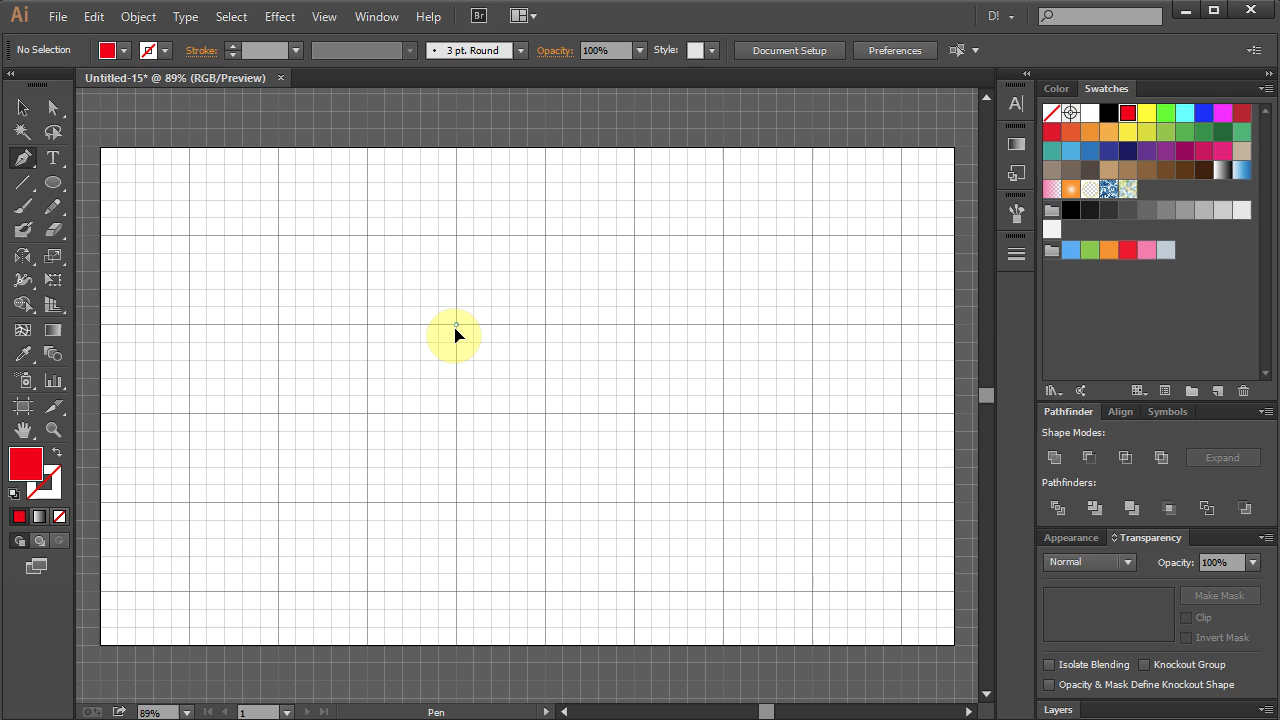 Ai File Edit Object Type Select Effect View Window Help Br D!
No Selection Stroke: 3 pt. Round Opacity: 100% Style: Document Setup Preferences
Untitled-15* @ 89% (RGB/Preview) ×
Color Swatches
Pathfinder Align Symbols
Shape Modes:
Expand
Pathfinders:
Appearance Transparency
Normal Opacity: 100%
Make Mask
Clip
Invert Mask
Isolate Blending Knockout Group
Opacity & Mask Define Knockout Shape
Layers
89% 1 Pen